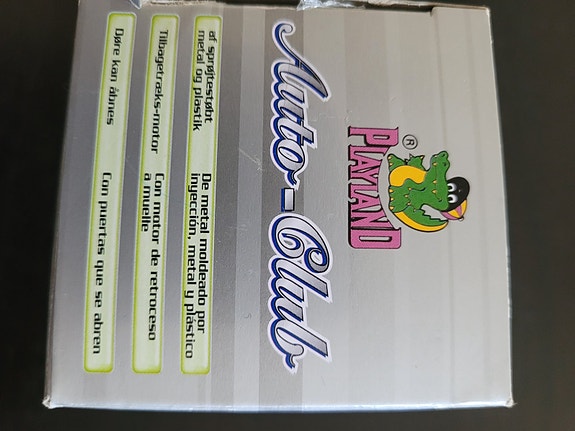 PLAYLAND
®
Auto-Club
af sprøjtestøbt
metal og plastik
De metal moldeado por
inyección, metal y plástico
Tilbagetræks-motor
Con motor de retroceso
a muelle
Døre kan åbnes
Con puertas que se abren